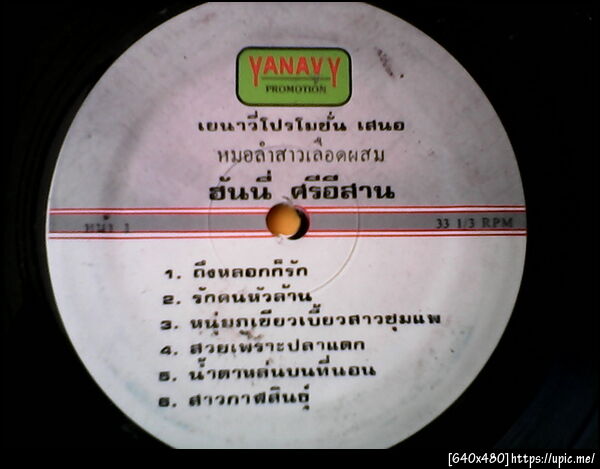 YANAVY
PROMOTION
เยนาวี่โปรโมชั่น เสนอ
หมอลำสาวเลือดผสม
ฮันนี่ ศรีอีสาน
หน้า 1
33 1/3 RPM
1. ถึงหลอกก็รัก
2. รักคนหัวล้าน
3. หนุ่มภูเขียวเบี้ยวสาวชุมแพ
4. สวยเพราะปลาแดก
5. น้ำตาหล่นบนที่นอน
6. สาวกาฬสินธุ์
[640x480]https://upic.me/